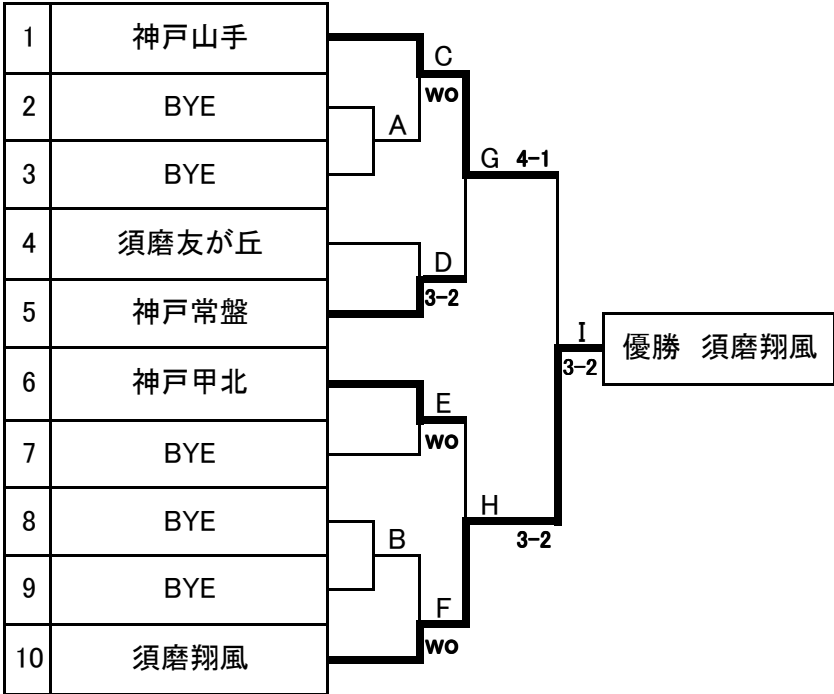 1 神戸山手
C
wo
2 BYE
A
3 BYE
G 4-1
4 須磨友が丘
D
3-2
5 神戸常盤
I
3-2
優勝 須磨翔風
6 神戸甲北
E
wo
7 BYE
H
3-2
8 BYE
B
9 BYE
F
wo
10 須磨翔風